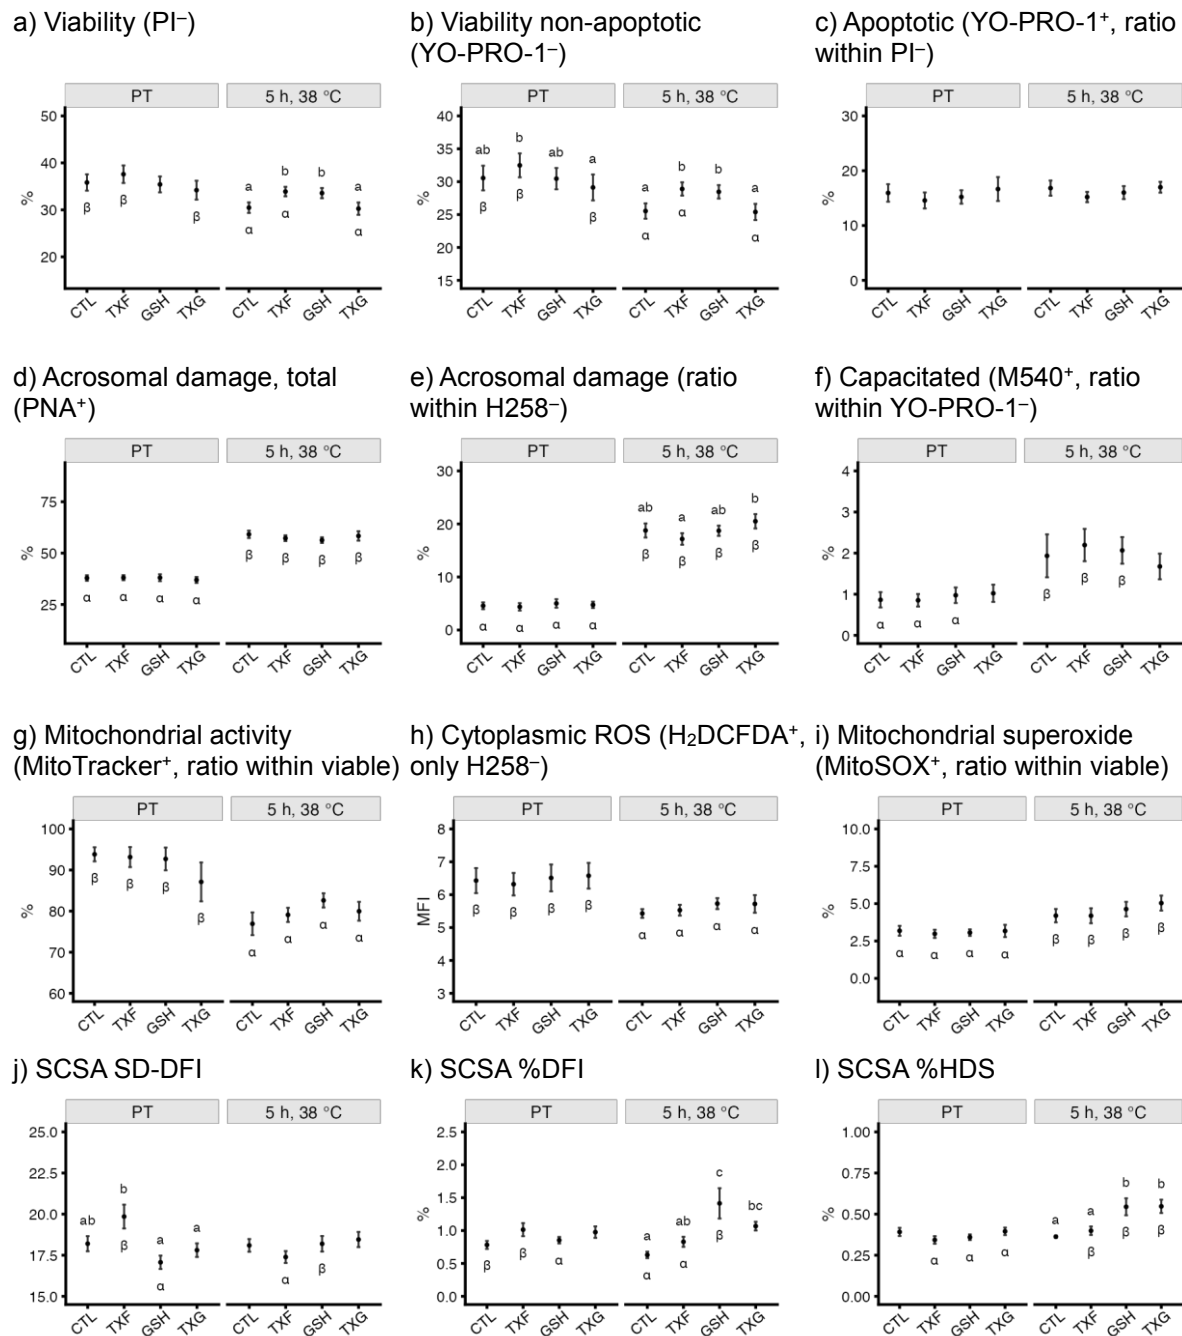 a) Viability (PI⁻)
b) Viability non-apoptotic
(YO-PRO-1⁻)
c) Apoptotic (YO-PRO-1⁺, ratio
within PI⁻)
PT 5 h, 38 °C
50
40
30
20
%
a b b a
β β β α α α
CTL TXF GSH TXG CTL TXF GSH TXG
PT 5 h, 38 °C
40
35
30
25
20
15
%
ab b ab a a b b a
β β β α α α
CTL TXF GSH TXG CTL TXF GSH TXG
PT 5 h, 38 °C
30
20
10
0
%
CTL TXF GSH TXG CTL TXF GSH TXG
d) Acrosomal damage, total
(PNA⁺)
e) Acrosomal damage (ratio
within H258⁻)
f) Capacitated (M540⁺, ratio
within YO-PRO-1⁻)
PT 5 h, 38 °C
75
50
25
%
α α α α β β β β
CTL TXF GSH TXG CTL TXF GSH TXG
PT 5 h, 38 °C
30
20
10
0
%
ab a ab b
α α α α β β β β
CTL TXF GSH TXG CTL TXF GSH TXG
PT 5 h, 38 °C
4
3
2
1
0
%
α α α β β β
CTL TXF GSH TXG CTL TXF GSH TXG
g) Mitochondrial activity
(MitoTracker⁺, ratio within viable)
h) Cytoplasmic ROS (H₂DCFDA⁺,
only H258⁻)
i) Mitochondrial superoxide
(MitoSOX⁺, ratio within viable)
PT 5 h, 38 °C
100
90
80
70
60
%
β β β β α α α α
CTL TXF GSH TXG CTL TXF GSH TXG
PT 5 h, 38 °C
8
7
6
5
4
3
MFI
β β β β α α α α
CTL TXF GSH TXG CTL TXF GSH TXG
PT 5 h, 38 °C
10.0
7.5
5.0
2.5
0.0
%
α α α α β β β β
CTL TXF GSH TXG CTL TXF GSH TXG
j) SCSA SD-DFI
k) SCSA %DFI
l) SCSA %HDS
PT 5 h, 38 °C
25.0
22.5
20.0
17.5
15.0
ab b a a
β α α β
CTL TXF GSH TXG CTL TXF GSH TXG
PT 5 h, 38 °C
2.5
2.0
1.5
1.0
0.5
0.0
%
a ab c bc
β β α α α β
CTL TXF GSH TXG CTL TXF GSH TXG
PT 5 h, 38 °C
1.00
0.75
0.50
0.25
0.00
%
a a b b
α α α β β β
CTL TXF GSH TXG CTL TXF GSH TXG